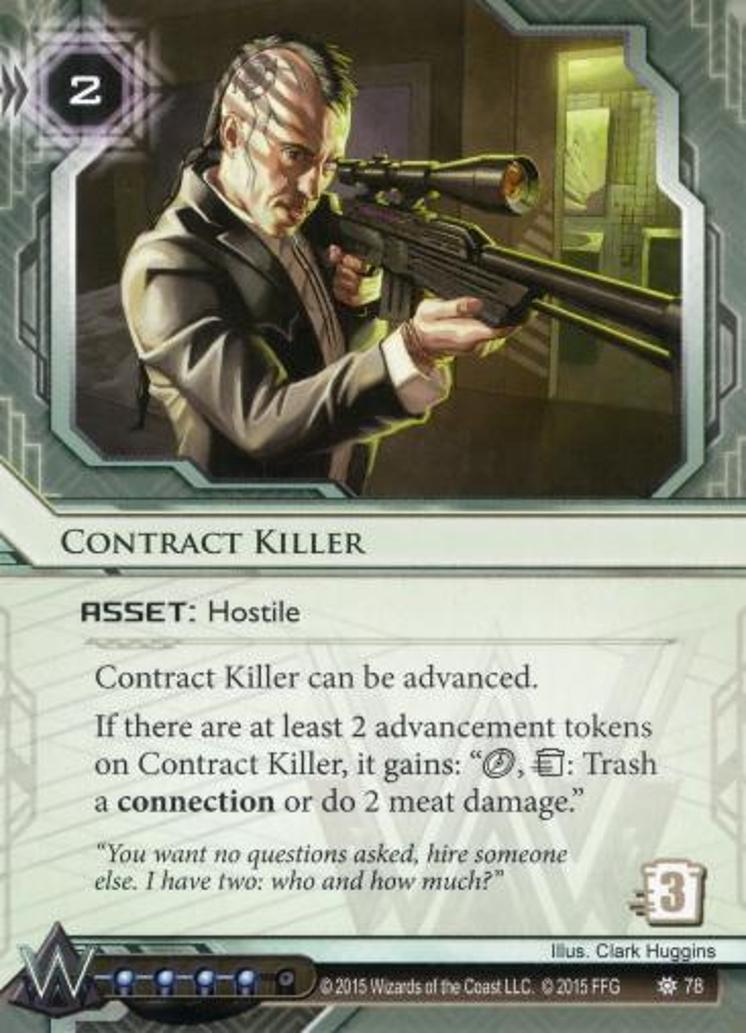 2
CONTRACT KILLER
ASSET: Hostile
Contract Killer can be advanced.
If there are at least 2 advancement tokens
on Contract Killer, it gains: “ , : Trash
a connection or do 2 meat damage.”
“You want no questions asked, hire someone
else. I have two: who and how much?”
3
Illus. Clark Huggins
W
© 2015 Wizards of the Coast LLC. © 2015 FFG 78